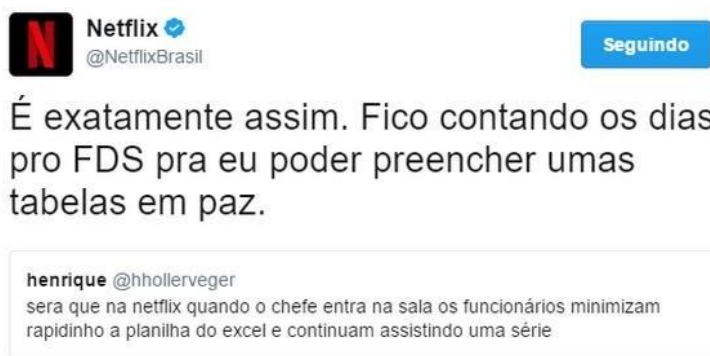 N
Netflix
@NetflixBrasil
Seguindo
É exatamente assim. Fico contando os dias
pro FDS pra eu poder preencher umas
tabelas em paz.
henrique @hhollerveger
sera que na netflix quando o chefe entra na sala os funcionários minimizam
rapidinho a planilha do excel e continuam assistindo uma série